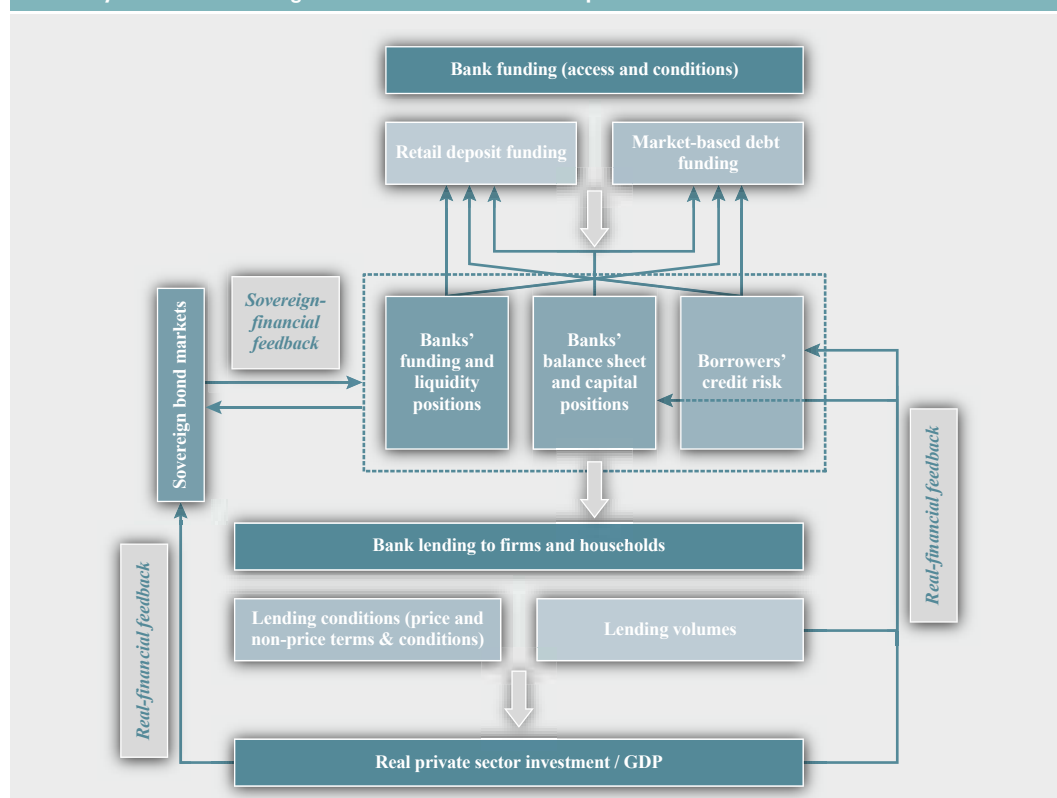 Bank funding (access and conditions)
Retail deposit funding
Market-based debt
funding
Sovereign-
financial
feedback
Sovereign bond markets
Banks’
funding and
liquidity
positions
Banks’
balance sheet
and capital
positions
Borrowers’
credit risk
Bank lending to firms and households
Lending conditions (price and
non-price terms & conditions)
Lending volumes
Real-financial feedback
Real-financial feedback
Real private sector investment / GDP